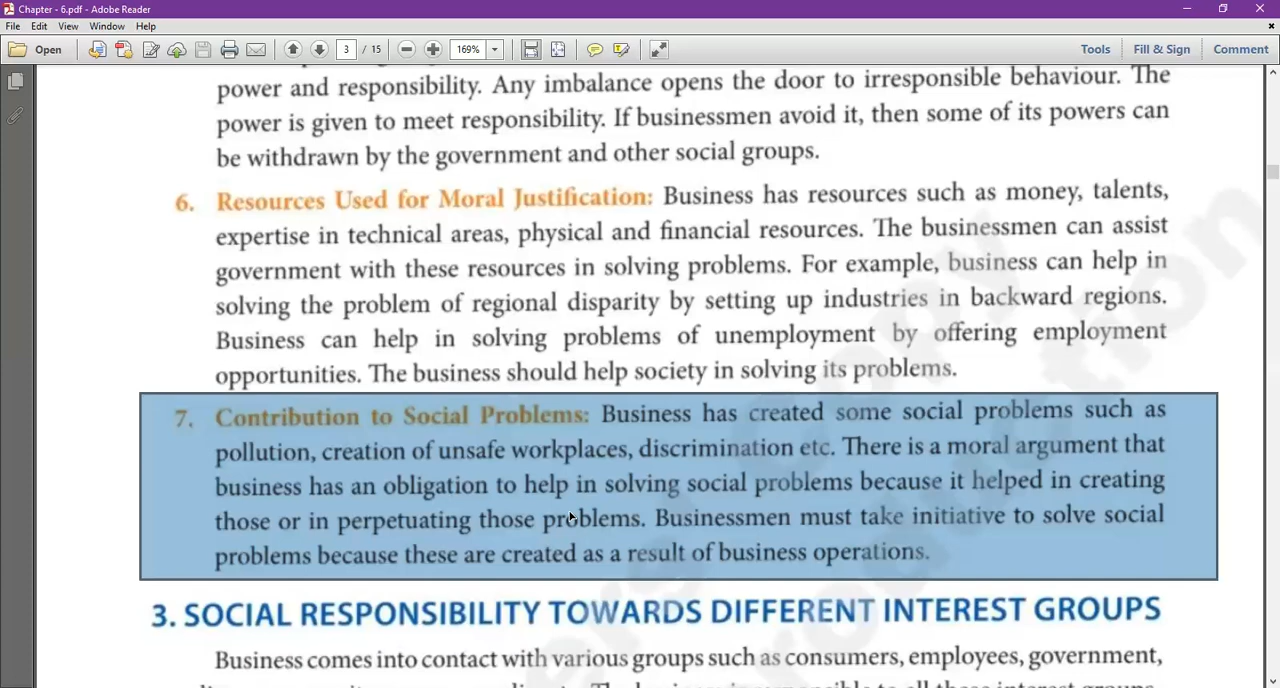 Chapter - 6.pdf - Adobe Reader
File Edit View Window Help
Open 3 / 15 169% Tools Fill & Sign Comment
power and responsibility. Any imbalance opens the door to irresponsible behaviour. The
power is given to meet responsibility. If businessmen avoid it, then some of its powers can
be withdrawn by the government and other social groups.
6. Resources Used for Moral Justification: Business has resources such as money, talents,
expertise in technical areas, physical and financial resources. The businessmen can assist
government with these resources in solving problems. For example, business can help in
solving the problem of regional disparity by setting up industries in backward regions.
Business can help in solving problems of unemployment by offering employment
opportunities. The business should help society in solving its problems.
7. Contribution to Social Problems: Business has created some social problems such as
pollution, creation of unsafe workplaces, discrimination etc. There is a moral argument that
business has an obligation to help in solving social problems because it helped in creating
those or in perpetuating those problems. Businessmen must take initiative to solve social
problems because these are created as a result of business operations.
3. SOCIAL RESPONSIBILITY TOWARDS DIFFERENT INTEREST GROUPS
Business comes into contact with various groups such as consumers, employees, government,